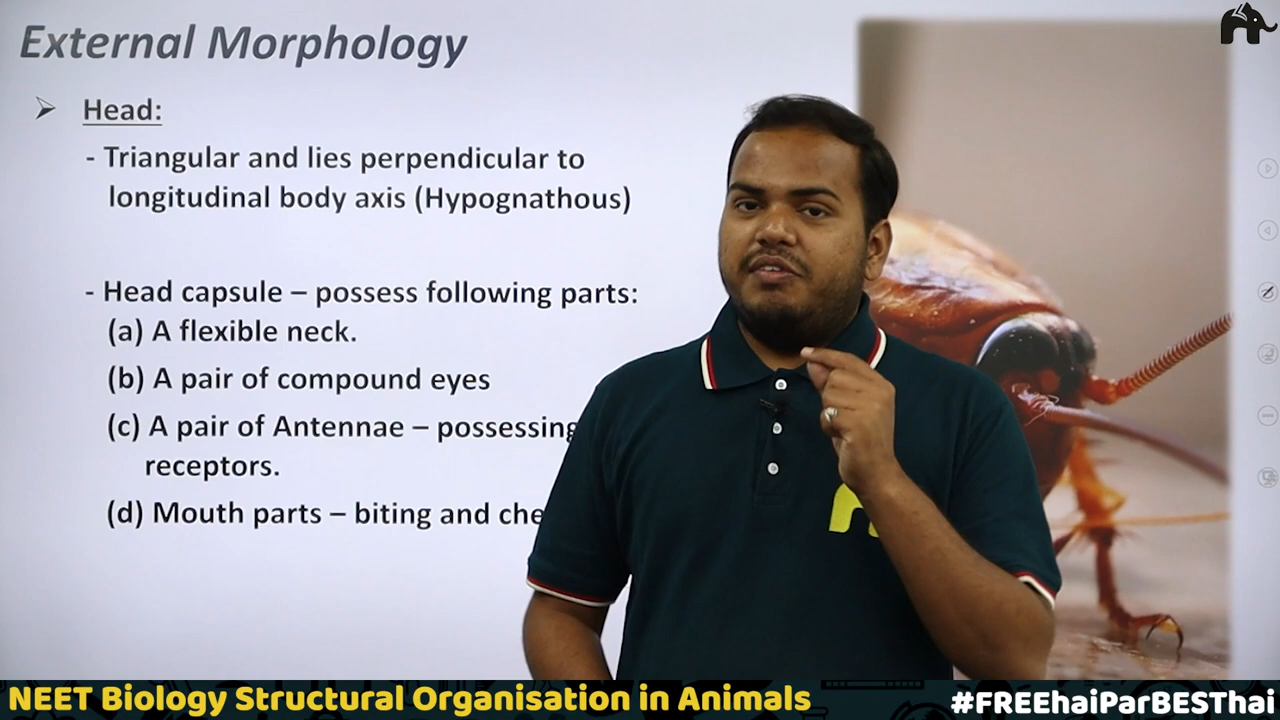 External Morphology
➢ Head:
- Triangular and lies perpendicular to
longitudinal body axis (Hypognathous)
- Head capsule – possess following parts:
(a) A flexible neck.
(b) A pair of compound eyes
(c) A pair of Antennae – possessing
receptors.
(d) Mouth parts – biting and
NEET Biology Structural Organisation in Animals
#FREEhaiParBESThai